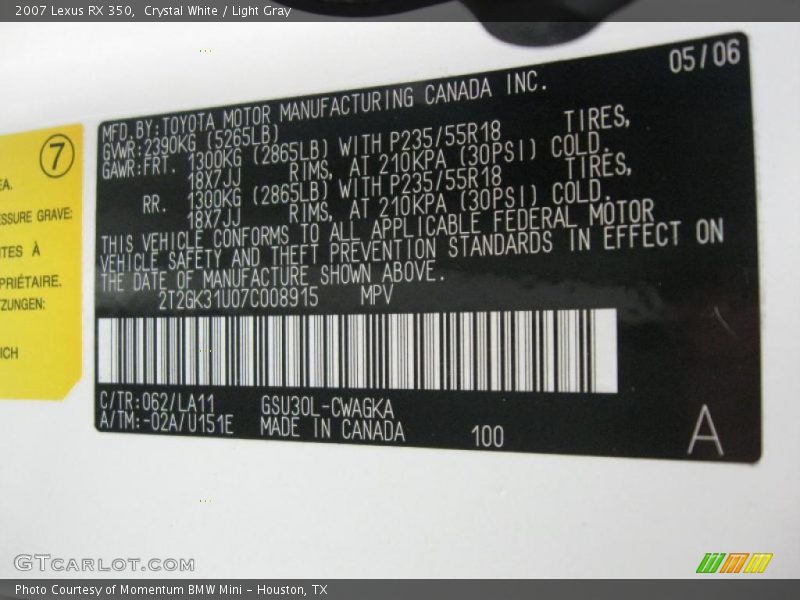 2007 Lexus RX 350,  Crystal White / Light Gray
05/06
MFD.BY:TOYOTA MOTOR MANUFACTURING CANADA INC.
GVWR:2390KG (5265LB)
GAWR:FRT. 1300KG (2865LB) WITH P235/55R18 TIRES,
18X7JJ RIMS, AT 210KPA (30PSI) COLD.
RR. 1300KG (2865LB) WITH P235/55R18 TIRES,
18X7JJ RIMS, AT 210KPA (30PSI) COLD.
THIS VEHICLE CONFORMS TO ALL APPLICABLE FEDERAL MOTOR
VEHICLE SAFETY AND THEFT PREVENTION STANDARDS IN EFFECT ON
THE DATE OF MANUFACTURE SHOWN ABOVE.
2T2GK31U07C008915 MPV
C/TR:062/LA11 GSU30L-CWAGKA
A/TM:-02A/U151E MADE IN CANADA 100
A
7
EA.
ESSURE GRAVE:
TES À
PRIÉTAIRE.
ZUNGEN:
ICH
GTCARLOT.COM
Photo Courtesy of Momentum BMW Mini - Houston, TX